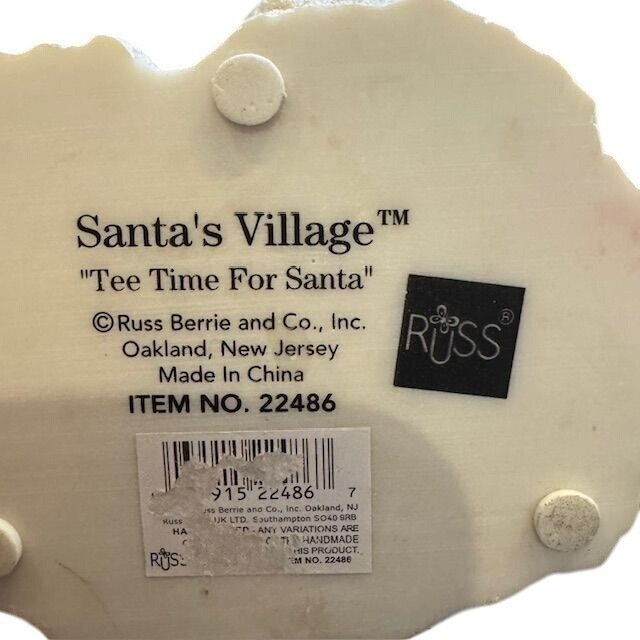 Santa's Village™
"Tee Time For Santa"
©Russ Berrie and Co., Inc.
Oakland, New Jersey
Made In China
ITEM NO. 22486
RUSS®
915 22486 7
Berrie and Co., Inc. Oakland, NJ
Russ UK LTD. Southampton SO40 9RB
ANY VARIATIONS ARE
HANDMADE
THIS PRODUCT.
RUSS NO. 22486